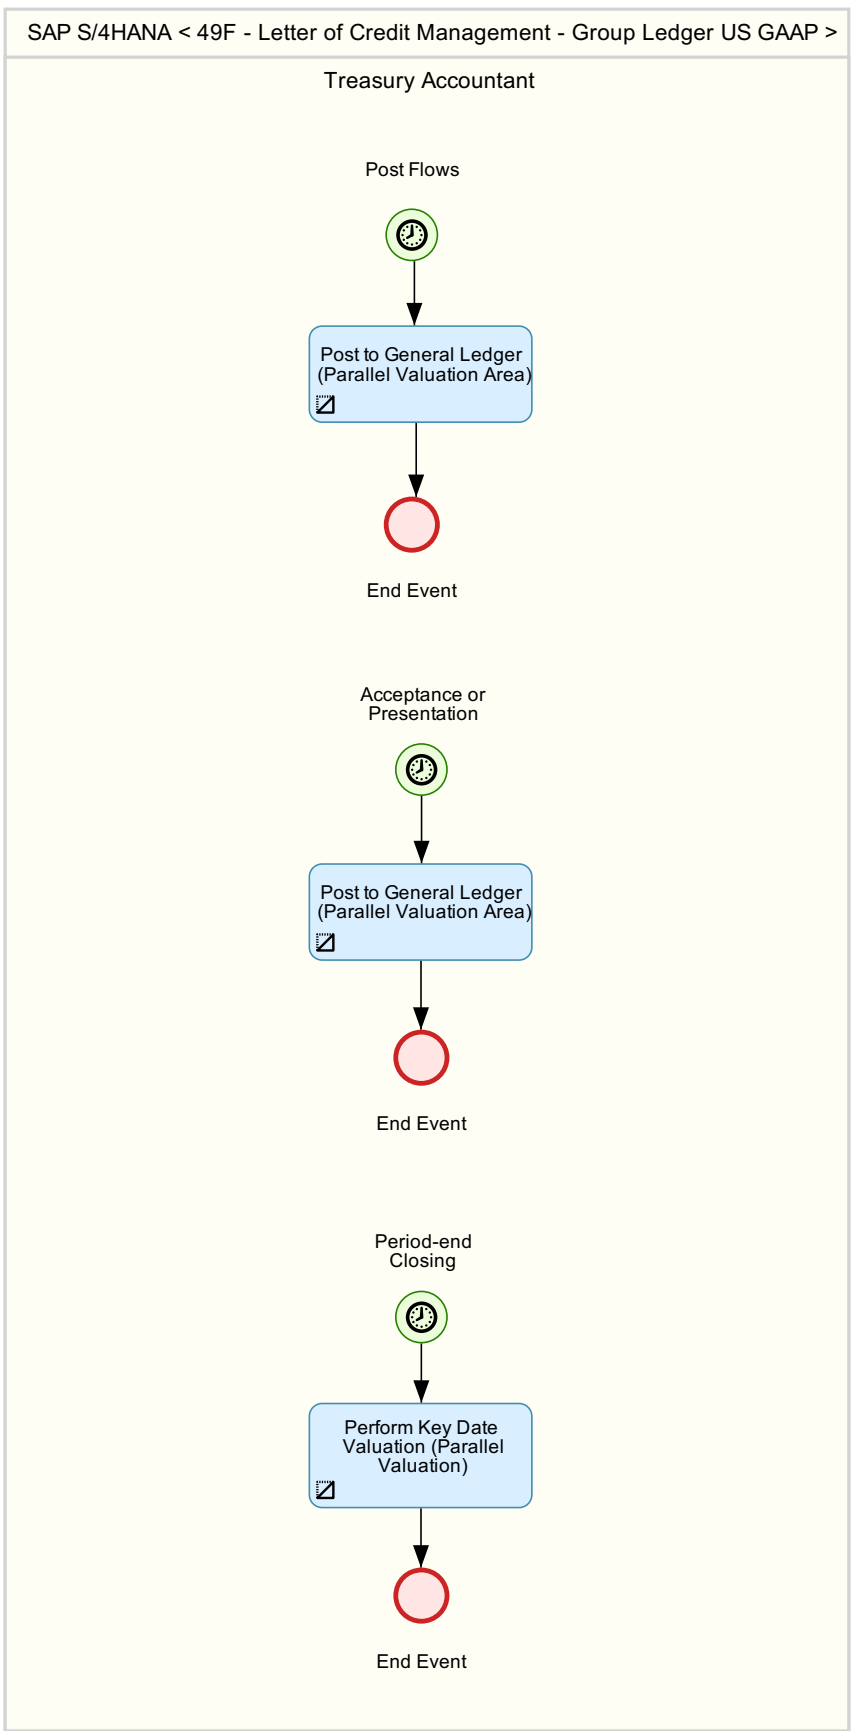 SAP S/4HANA < 49F - Letter of Credit Management - Group Ledger US GAAP >
Treasury Accountant
Post Flows
Post to General Ledger
(Parallel Valuation Area)
End Event
Acceptance or
Presentation
Post to General Ledger
(Parallel Valuation Area)
End Event
Period-end
Closing
Perform Key Date
Valuation (Parallel
Valuation)
End Event